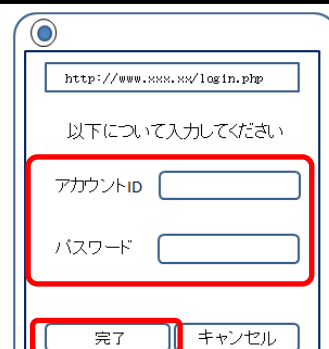 http://www.xxx.xx/login.php
以下について入力してください
アカウントID
パスワード
完了 キャンセル